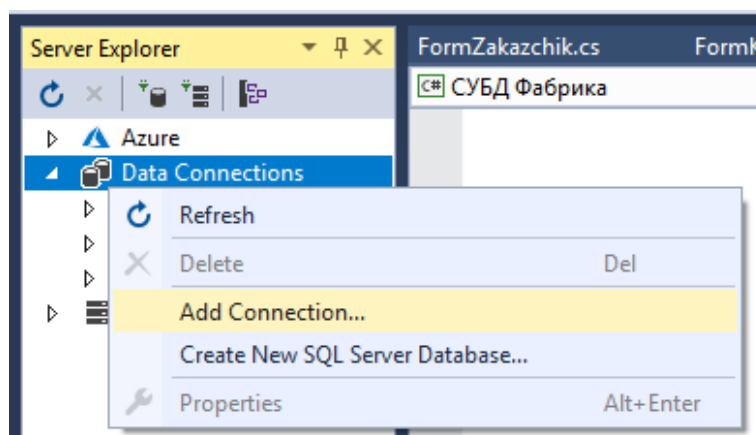 Server Explorer
FormZakazchik.cs
C# СУБД Фабрика
Azure
Data Connections
Refresh
Delete Del
Add Connection...
Create New SQL Server Database...
Properties Alt+Enter